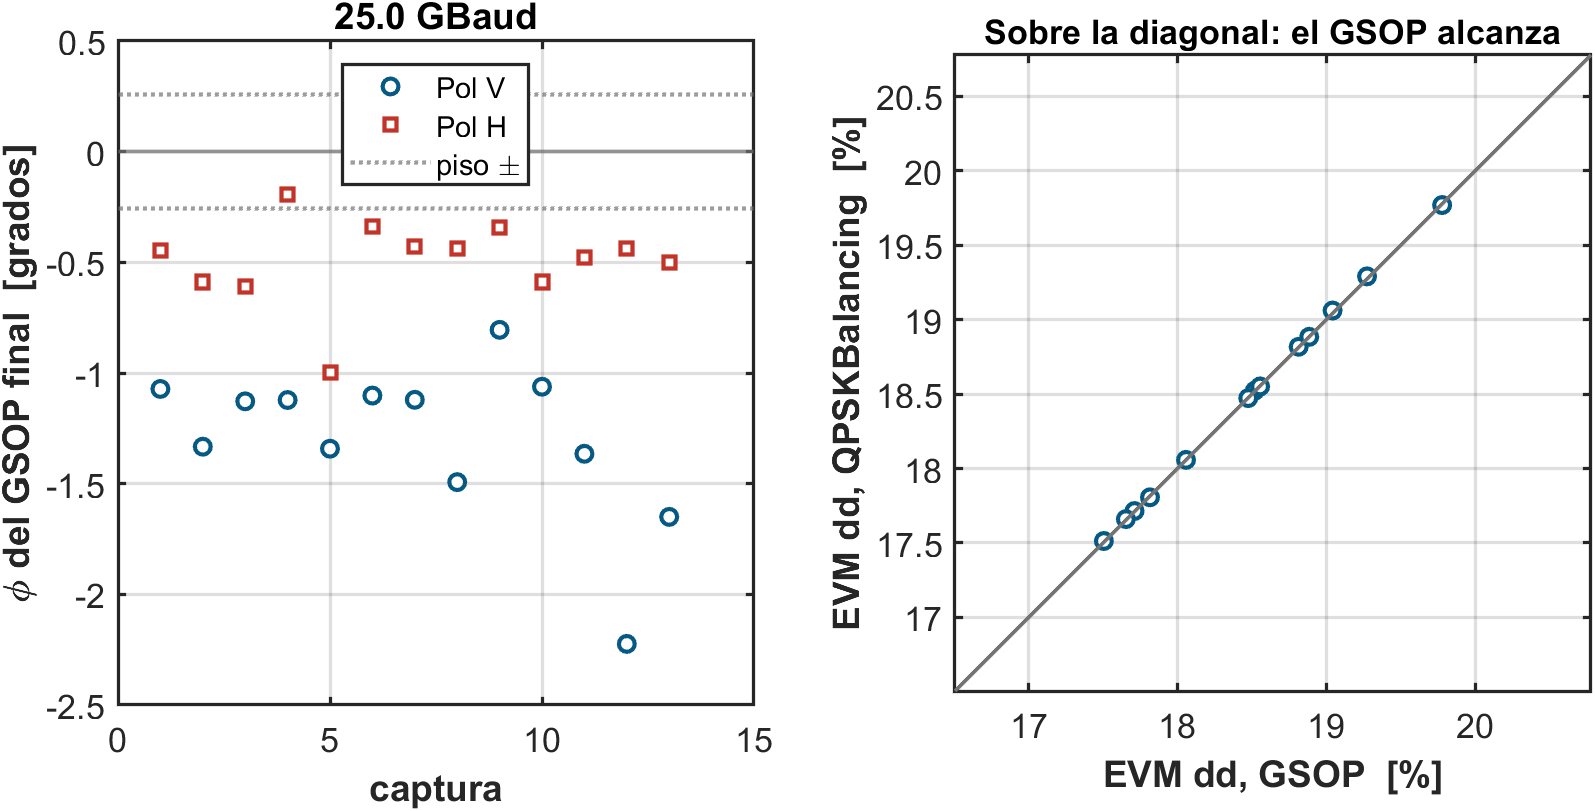 25.0 GBaud
0.5
0
-0.5
-1
-1.5
-2
-2.5
Pol V
Pol H
piso ±
0
5
10
15
captura
ϕ del GSOP final [grados]
Sobre la diagonal: el GSOP alcanza
20.5
20
19.5
19
18.5
18
17.5
17
17
18
19
20
EVM dd, GSOP [%]
EVM dd, QPSKBalancing [%]